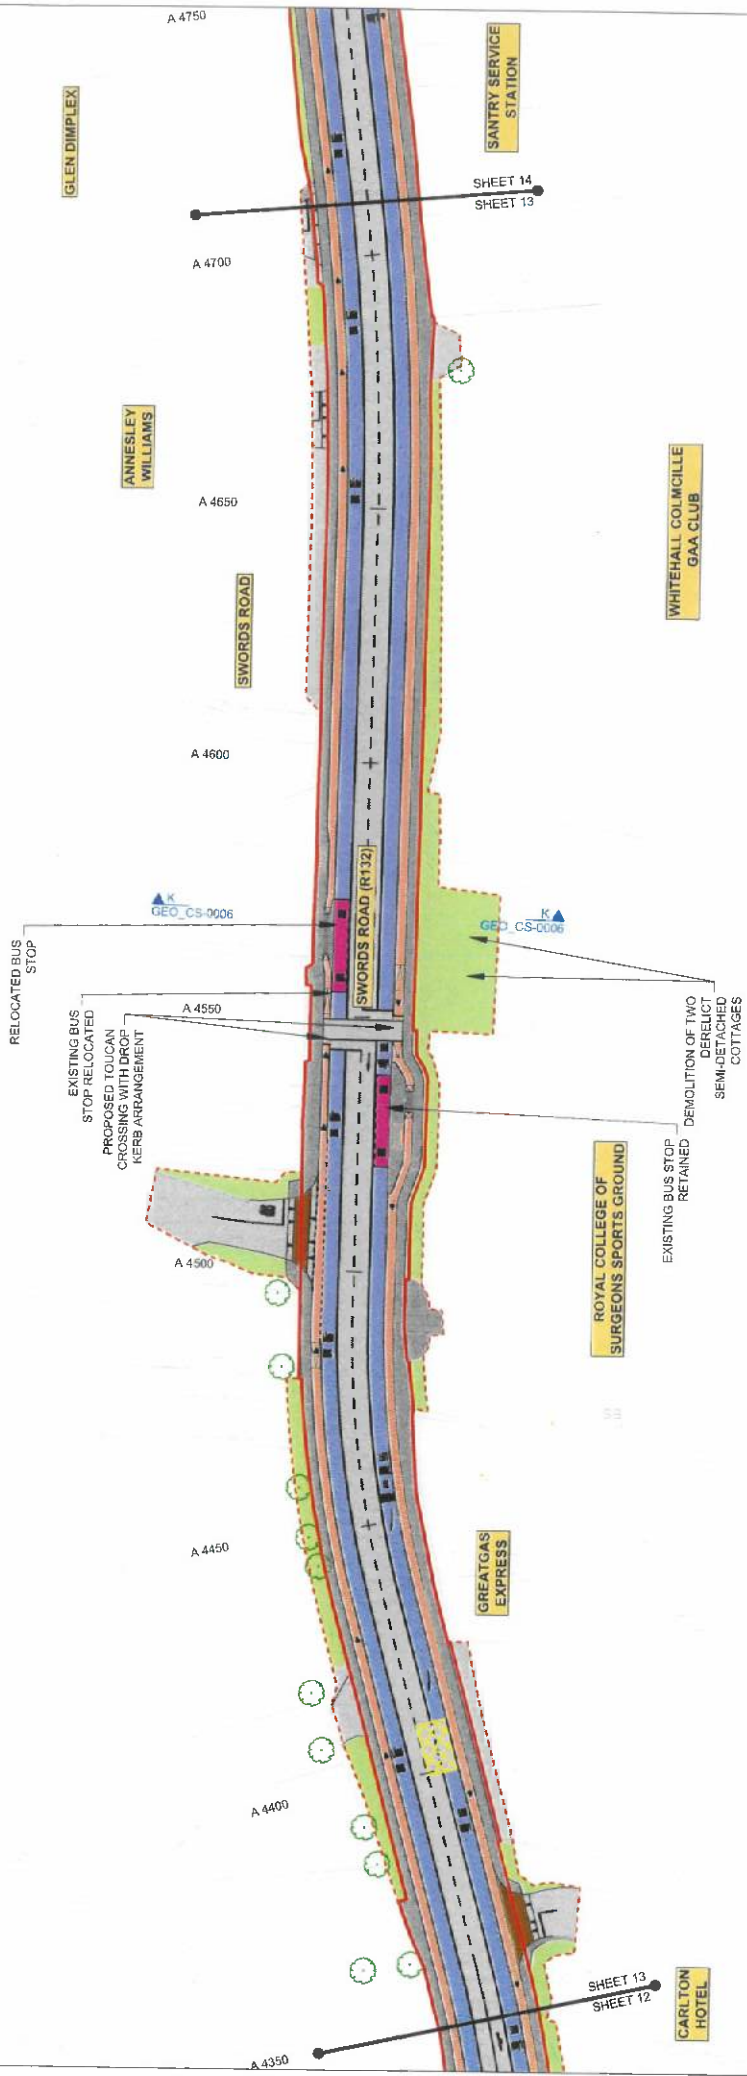 A 4750
SANTRY SERVICE
STATION
GLEN DIMPLEX
SHEET 14
SHEET 13
A 4700
ANNESLEY
WILLIAMS
WHITEHALL COLMCILLE
GAA CLUB
A 4650
SWORDS ROAD
A 4600
SWORDS ROAD (R132)
K
GEO_CS-0006
K
GEO_CS-0006
RELOCATED BUS
STOP
A 4550
EXISTING BUS
STOP RELOCATED
PROPOSED TOUCAN
CROSSING WITH DROP
KERB ARRANGEMENT
DEMOLITION OF TWO
DERELICT
SEMI-DETACHED
COTTAGES
EXISTING BUS STOP
RETAINED
ROYAL COLLEGE OF
SURGEONS SPORTS GROUND
A 4500
A 4450
GREATGAS
EXPRESS
A 4400
SHEET 13
SHEET 12
CARLTON
HOTEL
A 4350